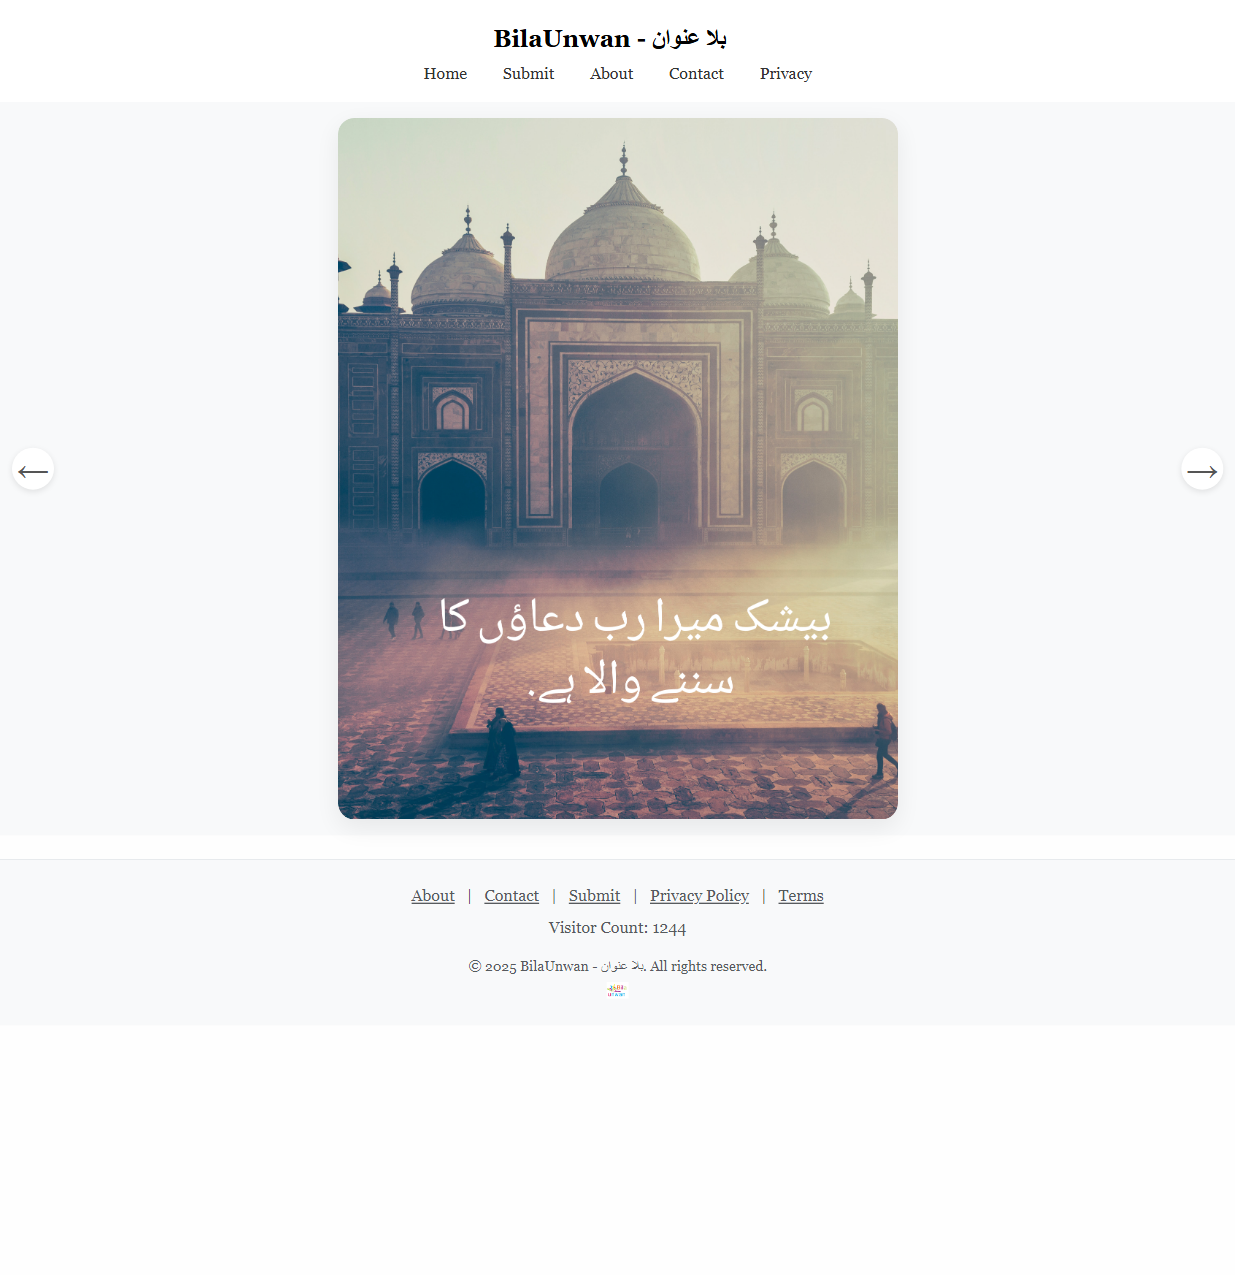 BilaUnwan - بلا عنوان
Home Submit About Contact Privacy
←
→
بیشک میرا رب دعاؤں کا
سننے والا ہے.
About | Contact | Submit | Privacy Policy | Terms
Visitor Count: 1244
© 2025 BilaUnwan - بلا عنوان. All rights reserved.